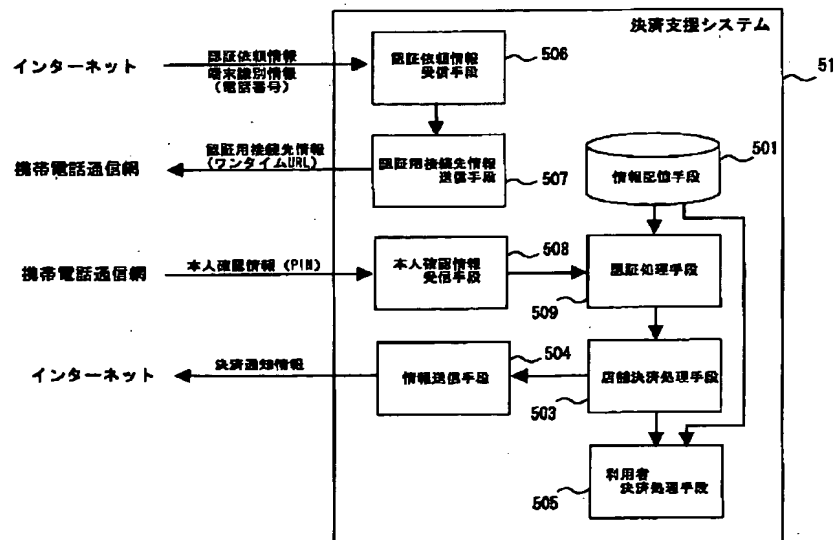 決済支援システム
51
インターネット
認証依頼情報
端末識別情報
(電話番号)
認証依頼情報
受信手段
506
携帯電話通信網
認証用接続先情報
(ワンタイムURL)
認証用接続先情報
送信手段
507
情報記憶手段
501
携帯電話通信網
本人確認情報 (PIN)
本人確認情報
受信手段
508
認証処理手段
509
インターネット
決済通知情報
情報送信手段
504
店舗決済処理手段
503
利用者
決済処理手段
505